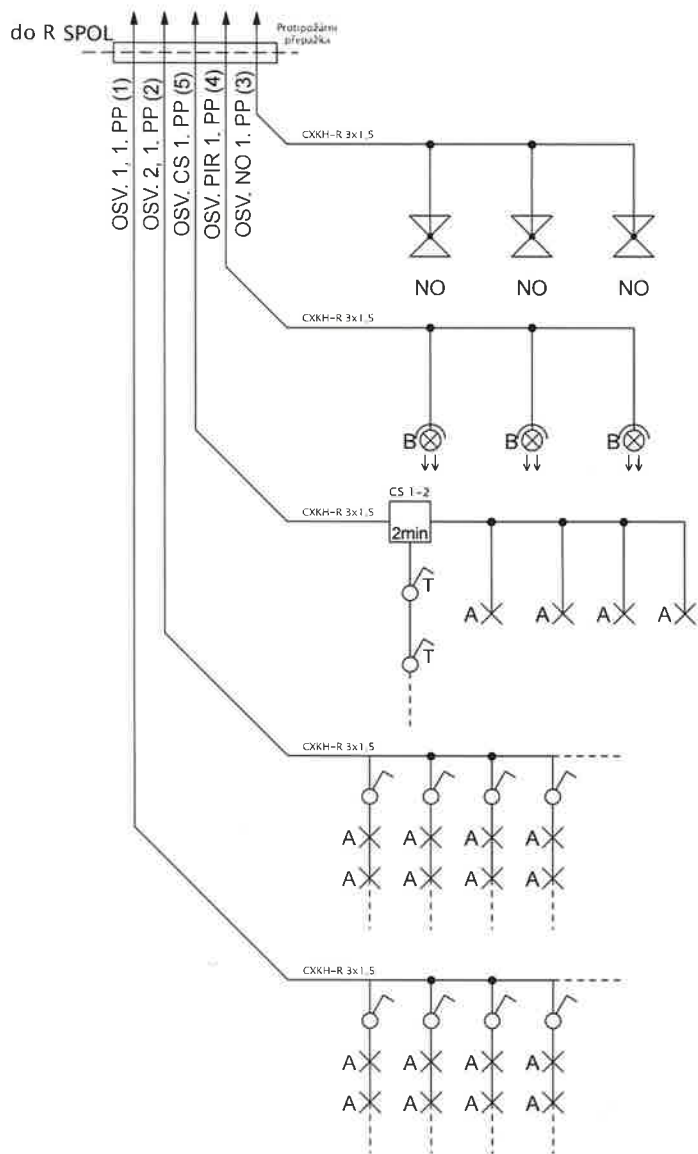 do R SPOL
Protipožární
přepážka
OSV. 1, 1. PP (1)
OSV. 2, 1. PP (2)
OSV. CS 1. PP (5)
OSV. PIR 1. PP (4)
OSV. NO 1. PP (3)
CXKH-R 3x1,5
NO NO NO
CXKH-R 3x1,5
B B B
CS 1-2
CXKH-R 3x1,5
2min
T
A A A A
T
CXKH-R 3x1,5
A A A A
A A A A
CXKH-R 3x1,5
A A A A
A A A A